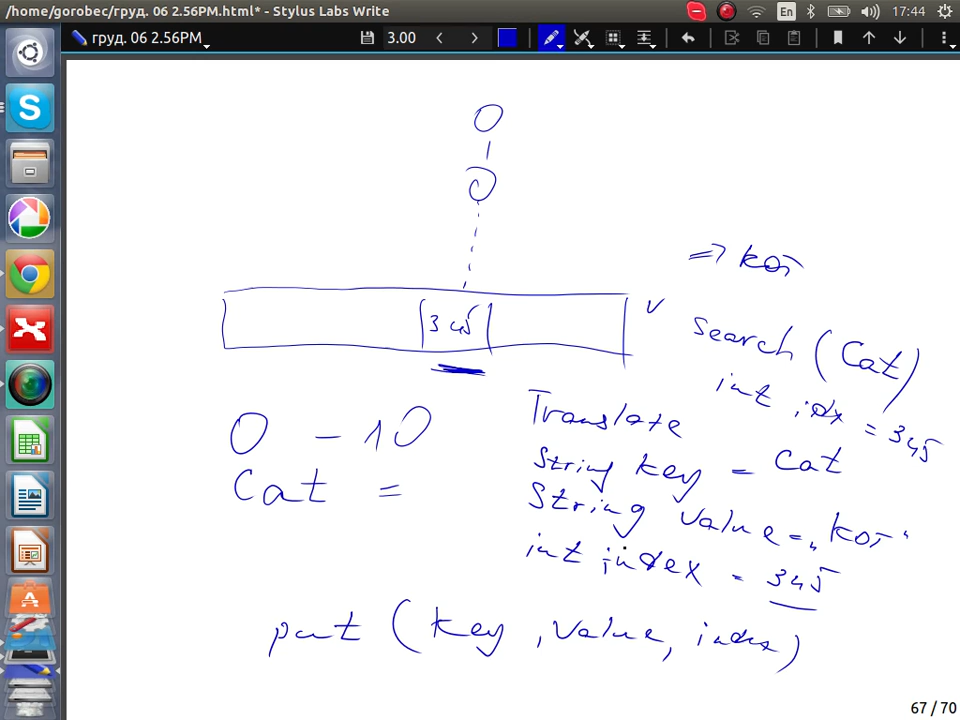 /home/gorobec/груд. 06 2.56PM.html* - Stylus Labs Write
En
17:44
груд. 06 2.56PM
3.00
0
0
⇒ кот
345
v
search (Cat)
int idx = 345
0 - 10
Translate
Cat =
String key = cat
String value = „кот"
int index = 345
put (key, value, index)
67 / 70